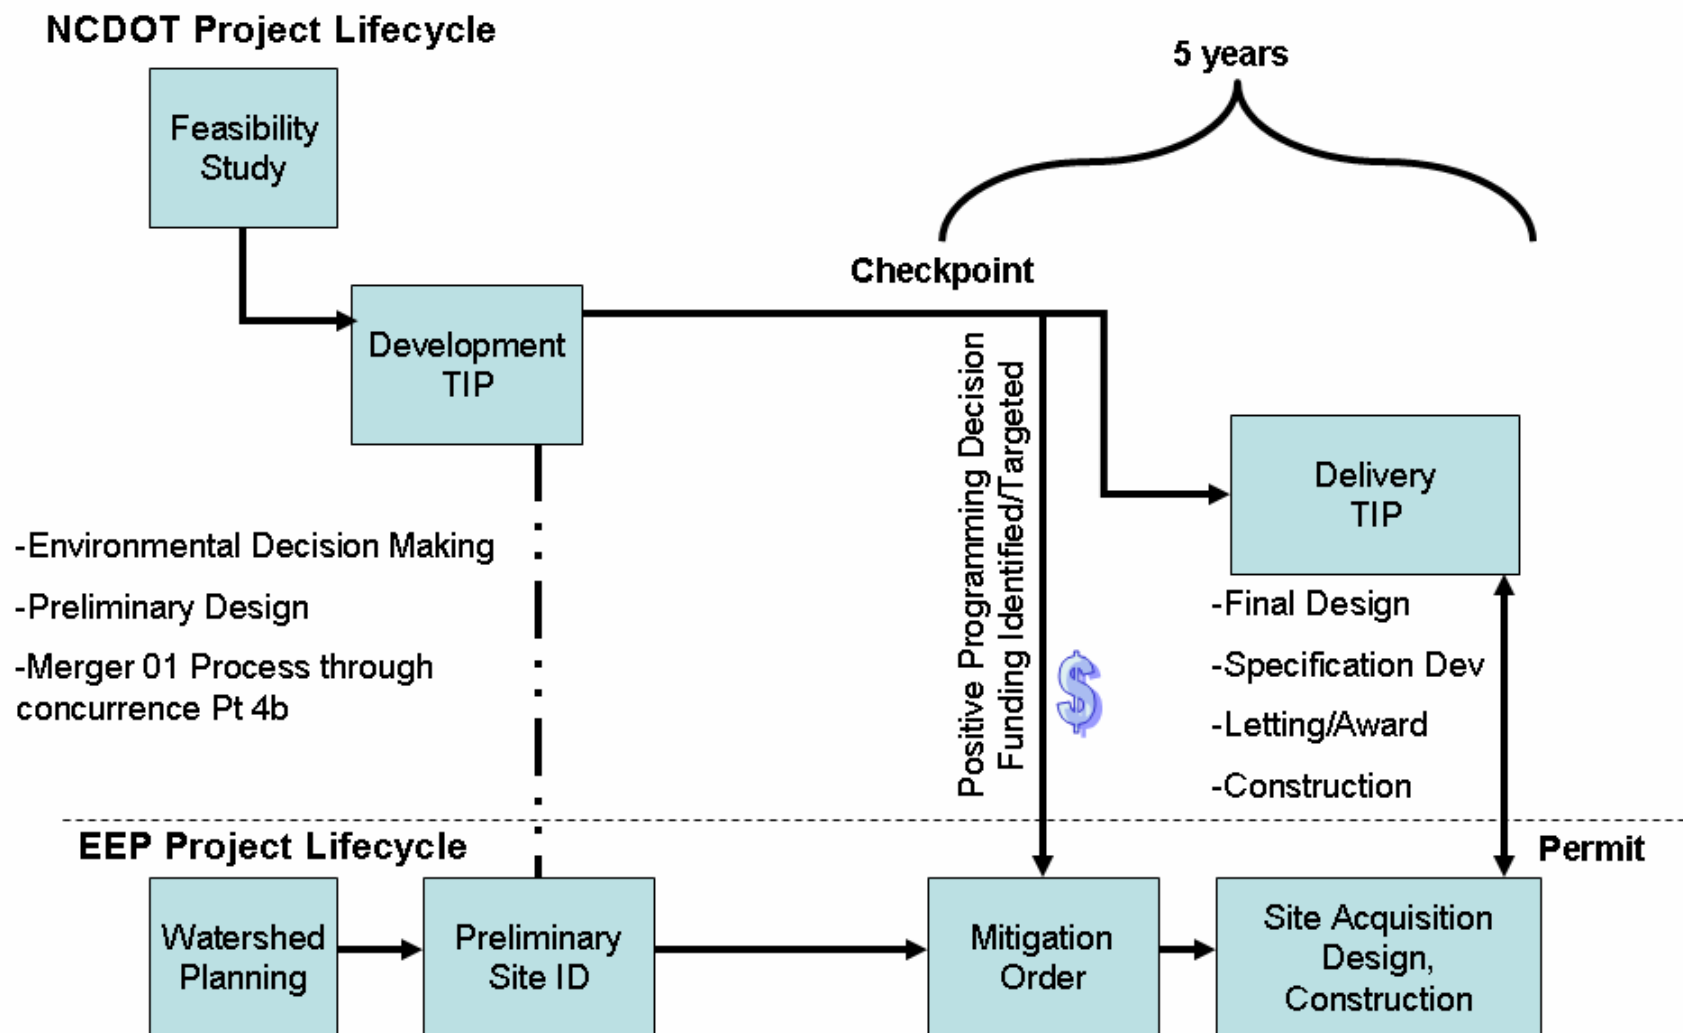 NCDOT Project Lifecycle
5 years
Feasibility
Study
Checkpoint
Development
TIP
Positive Programming Decision
Funding Identified/Targeted
Delivery
TIP
-Environmental Decision Making
-Preliminary Design
-Merger 01 Process through
concurrence Pt 4b
$
-Final Design
-Specification Dev
-Letting/Award
-Construction
EEP Project Lifecycle
Permit
Watershed
Planning
Preliminary
Site ID
Mitigation
Order
Site Acquisition
Design,
Construction